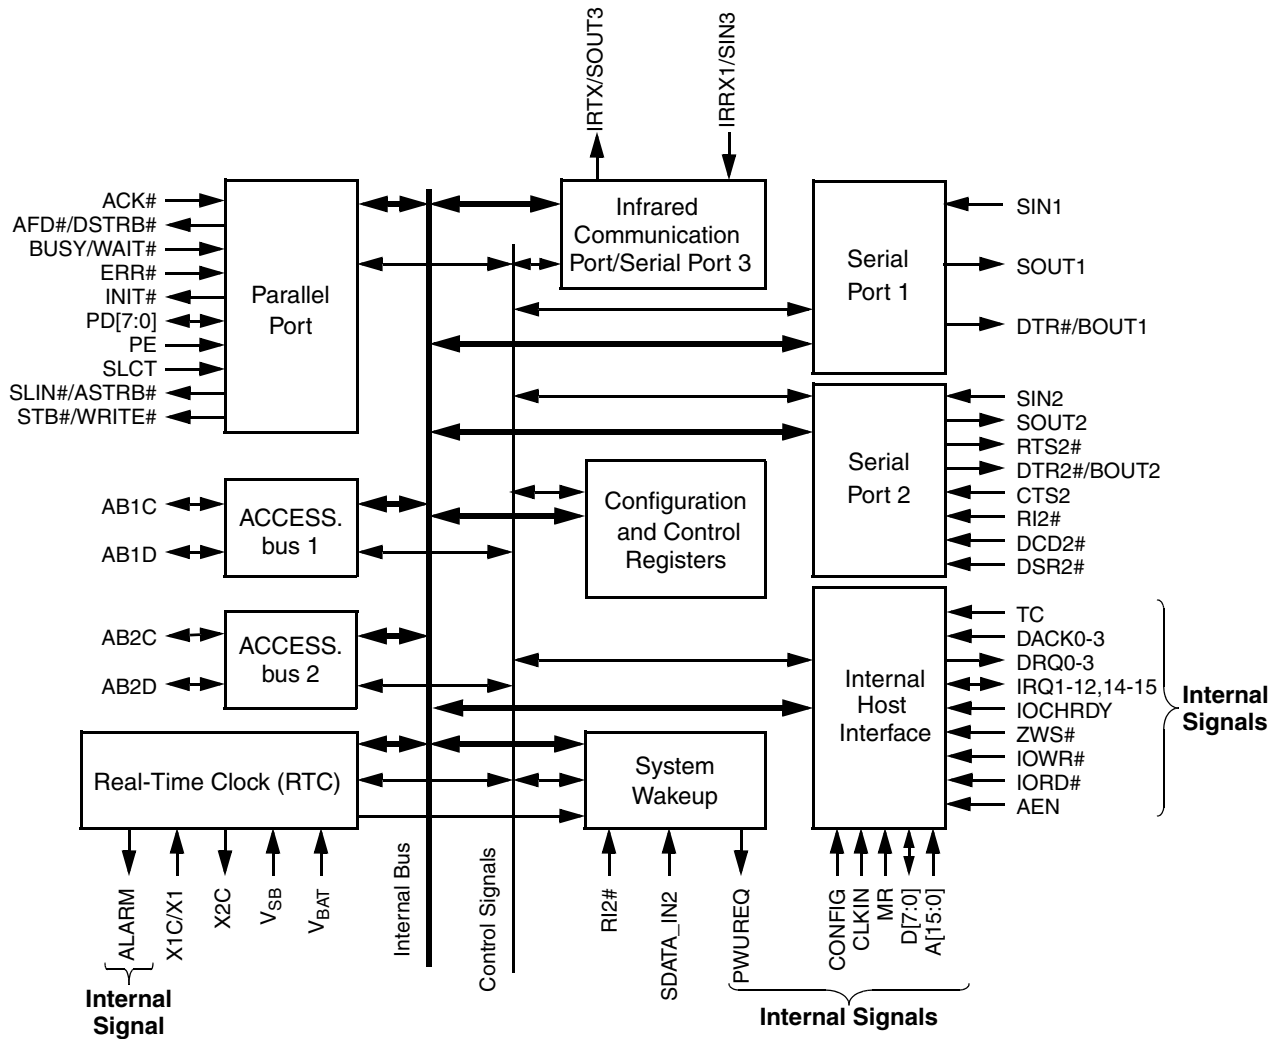 IRTX/SOUT3
IRRX1/SIN3
ACK#
AFD#/DSTRB#
BUSY/WAIT#
ERR#
INIT#
PD[7:0]
PE
SLCT
SLIN#/ASTRB#
STB#/WRITE#
Parallel
Port
Infrared
Communication
Port/Serial Port 3
Serial
Port 1
SIN1
SOUT1
DTR#/BOUT1
Serial
Port 2
SIN2
SOUT2
RTS2#
DTR2#/BOUT2
CTS2
RI2#
DCD2#
DSR2#
AB1C
AB1D
ACCESS.
bus 1
Configuration
and Control
Registers
AB2C
AB2D
ACCESS.
bus 2
Internal
Host
Interface
TC
DACK0-3
DRQ0-3
IRQ1-12,14-15
IOCHRDY
ZWS#
IOWR#
IORD#
AEN
Internal
Signals
Real-Time Clock (RTC)
System
Wakeup
ALARM
X1C/X1
X2C
VSB
VBAT
Internal Bus
Control Signals
RI2#
SDATA_IN2
PWUREQ
CONFIG
CLKIN
MR
D[7:0]
A[15:0]
Internal
Signal
Internal Signals